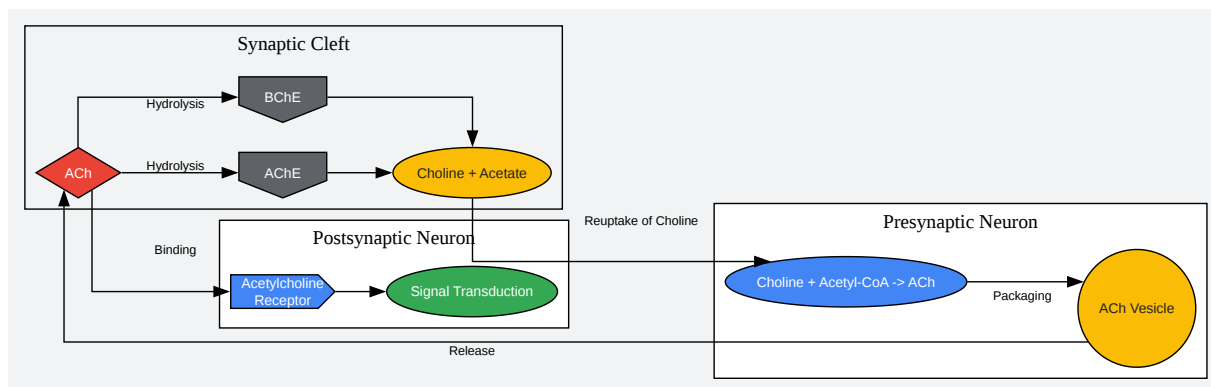 Synaptic Cleft
BChE
Hydrolysis
Hydrolysis
ACh
AChE
Choline + Acetate
Reuptake of Choline
Presynaptic Neuron
Postsynaptic Neuron
Binding
Acetylcholine
Receptor
Signal Transduction
Choline + Acetyl-CoA -> ACh
Packaging
ACh Vesicle
Release